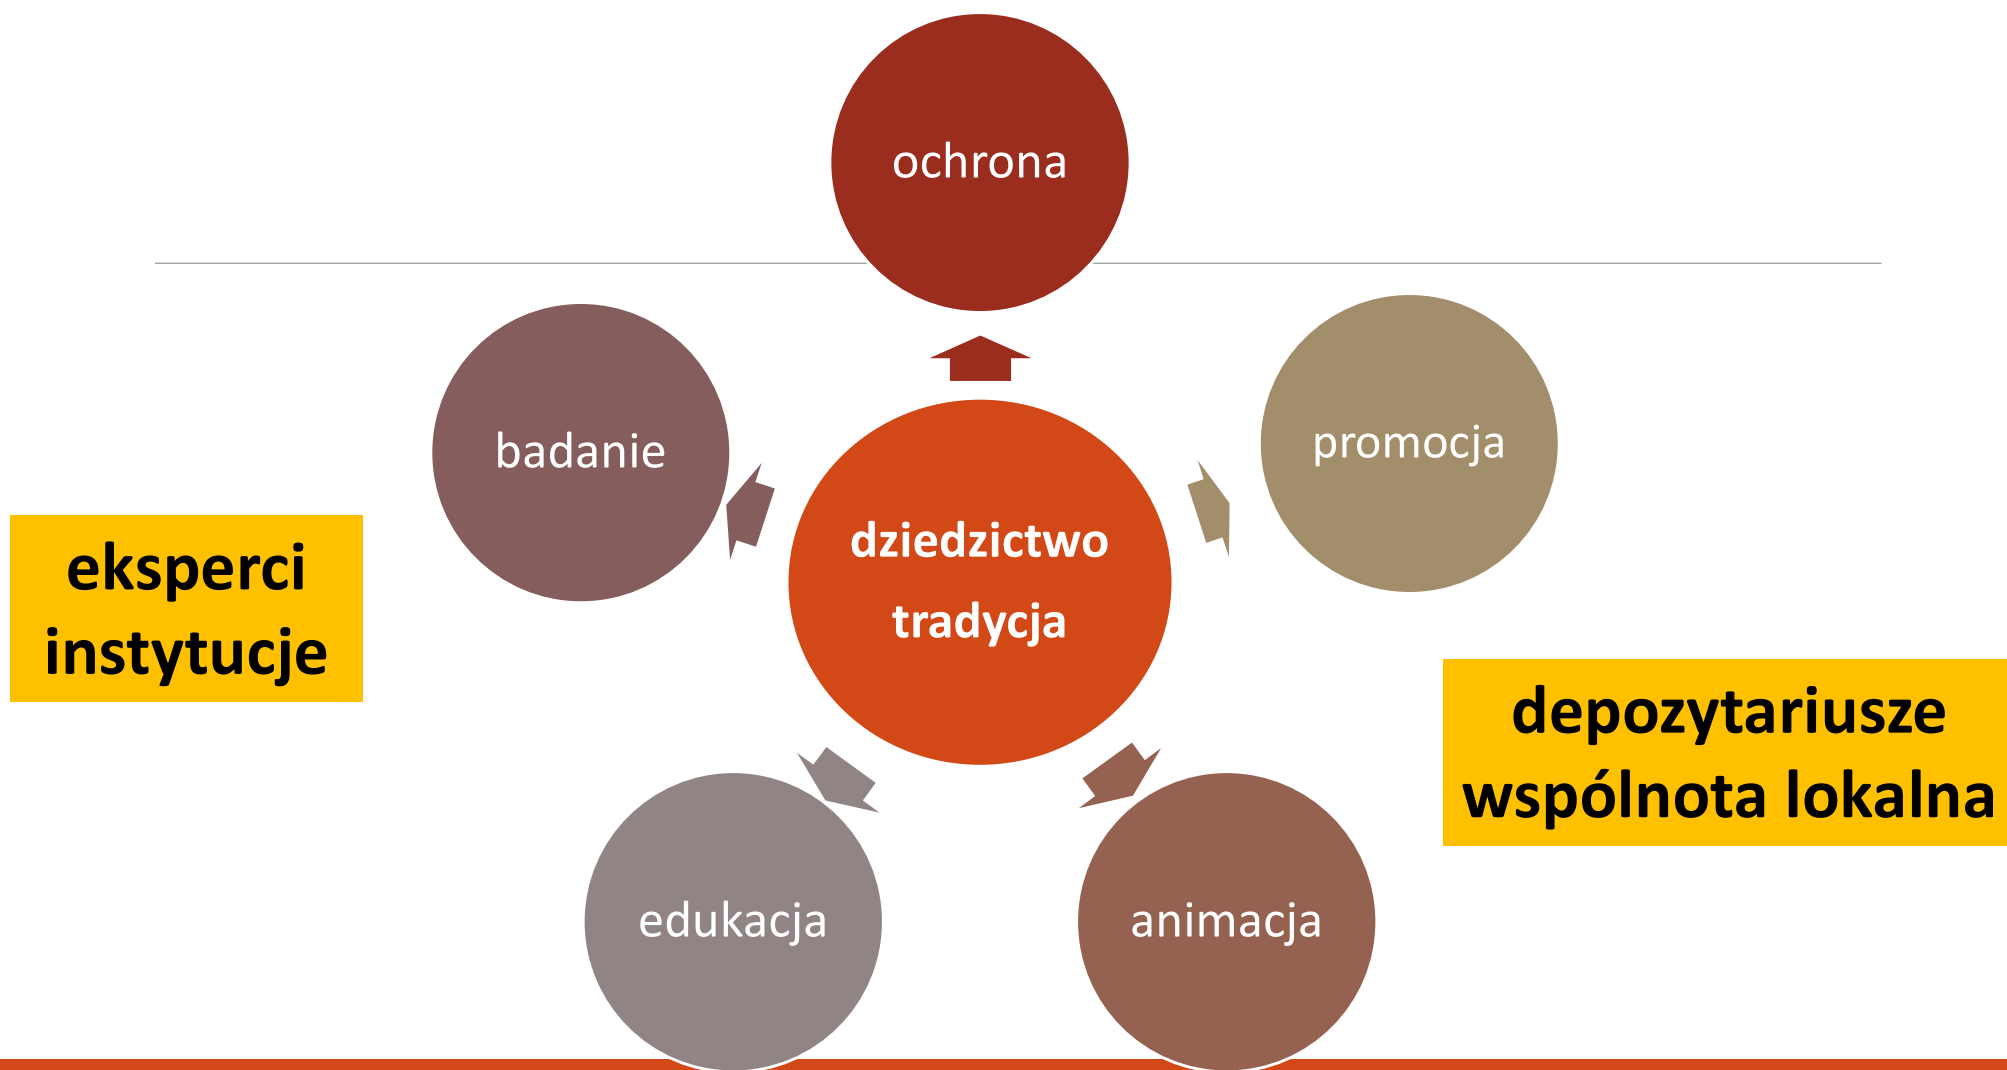 ochrona
badanie
promocja
dziedzictwo
tradycja
eksperci
instytucje
depozytariusze
wspólnota lokalna
edukacja
animacja